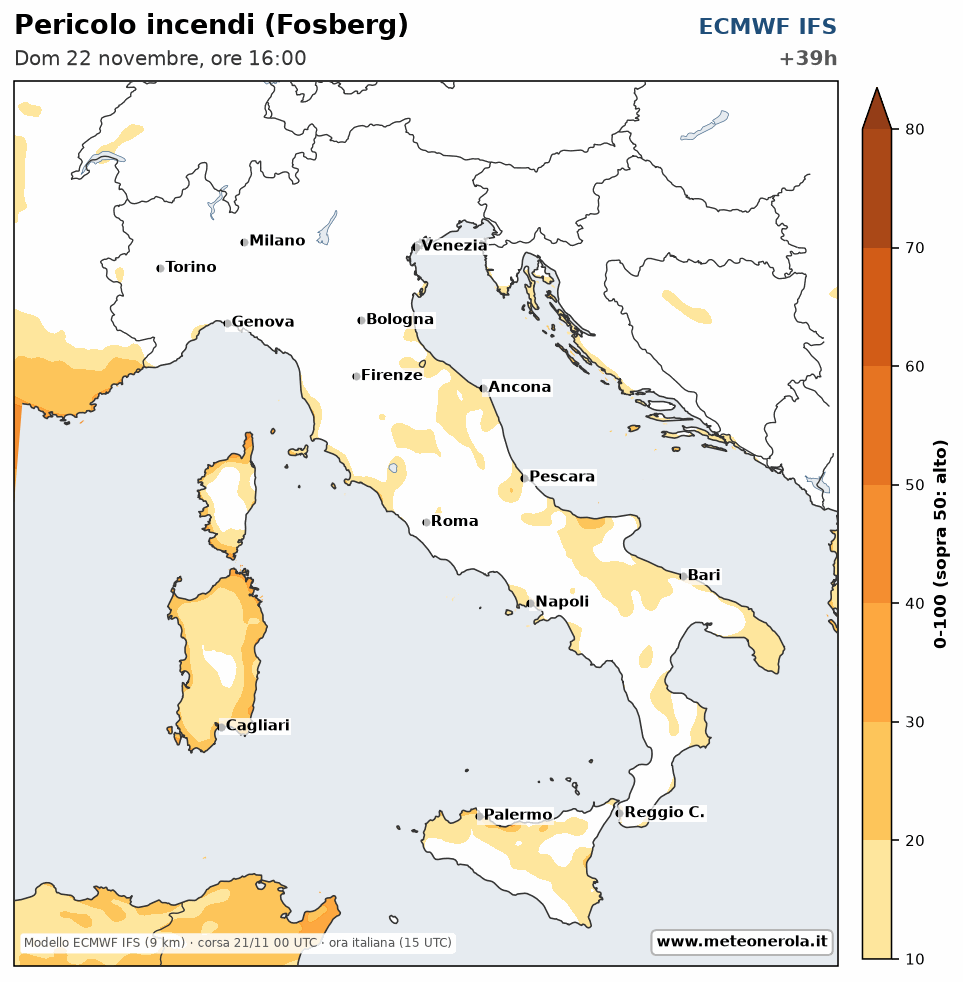 Pericolo incendi (Fosberg)
ECMWF IFS
Dom 22 novembre, ore 16:00
+39h
Milano
Venezia
Torino
Genova
Bologna
Firenze
Ancona
Pescara
Roma
Bari
Napoli
Cagliari
Palermo
Reggio C.
80
70
60
50
40
30
20
10
0-100 (sopra 50: alto)
Modello ECMWF IFS (9 km) · corsa 21/11 00 UTC · ora italiana (15 UTC)
www.meteonerola.it